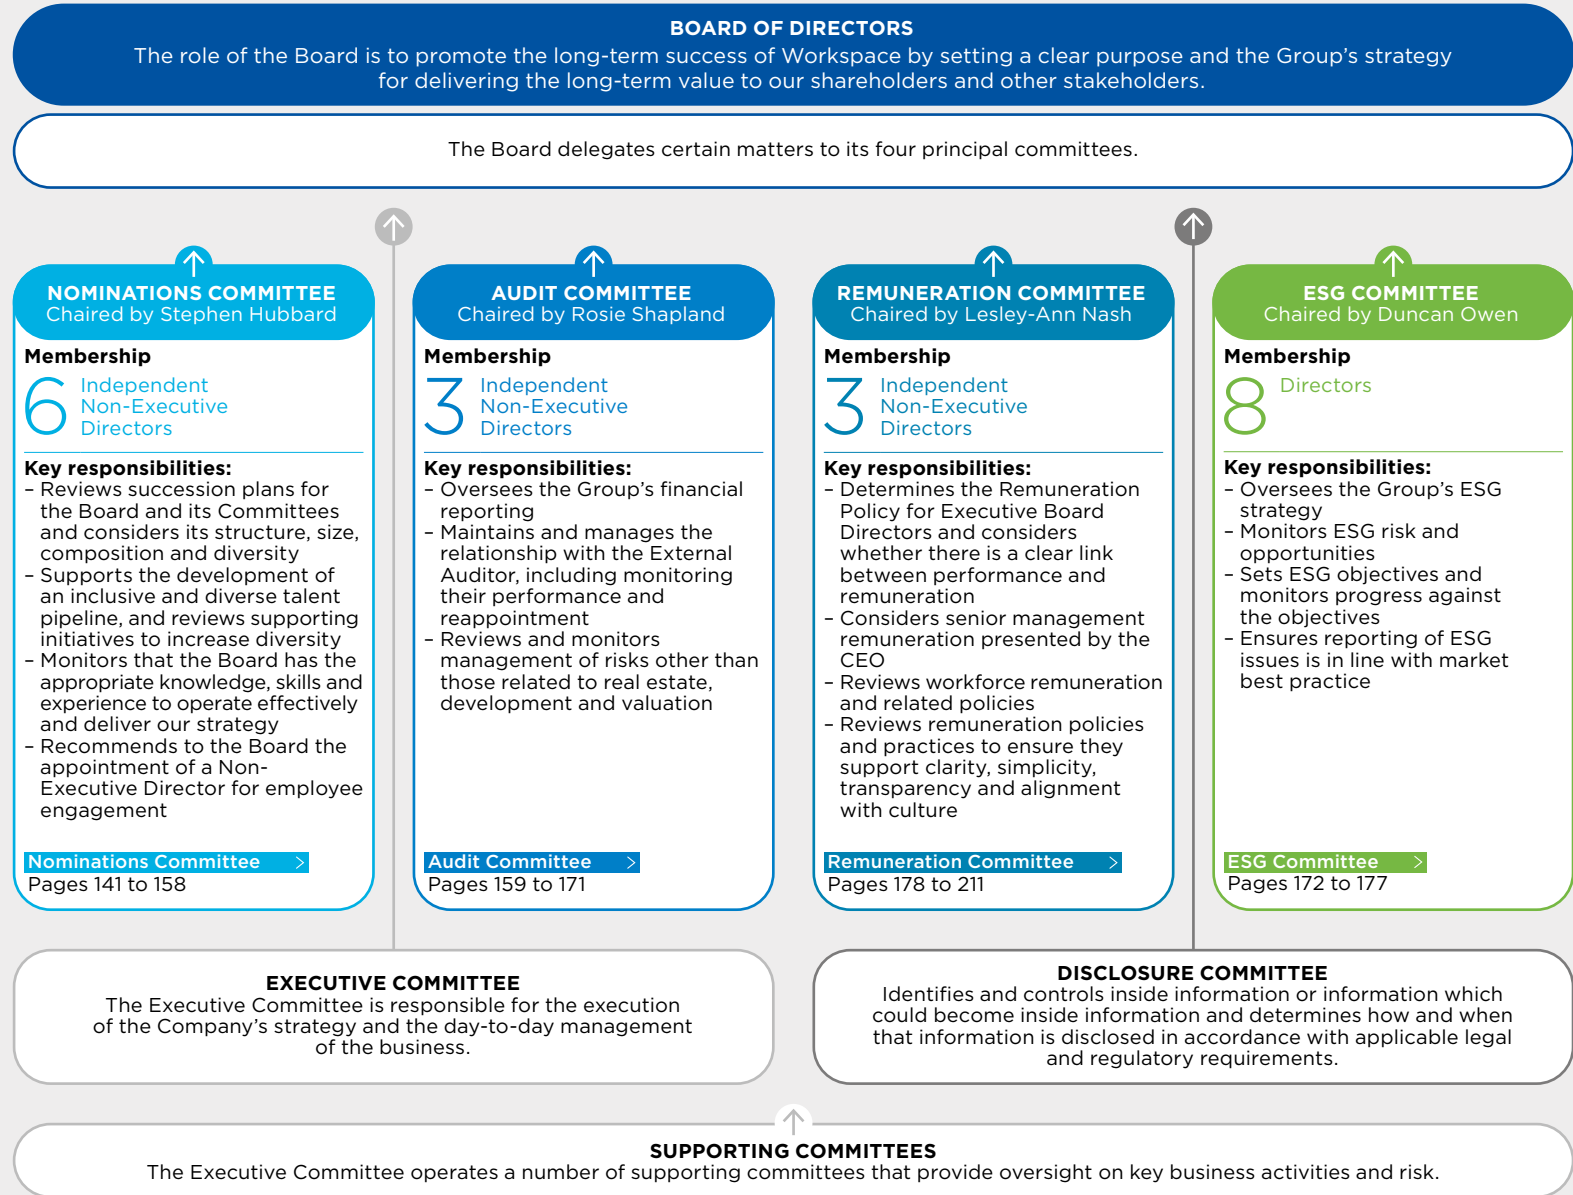 BOARD OF DIRECTORS
The role of the Board is to promote the long-term success of Workspace by setting a clear purpose and the Group's strategy
for delivering the long-term value to our shareholders and other stakeholders.
The Board delegates certain matters to its four principal committees.
NOMINATIONS COMMITTEE
Chaired by Stephen Hubbard
Membership
6 Independent
Non-Executive
Directors
Key responsibilities:
– Reviews succession plans for
the Board and its Committees
and considers its structure, size,
composition and diversity
– Supports the development of
an inclusive and diverse talent
pipeline, and reviews supporting
initiatives to increase diversity
– Monitors that the Board has the
appropriate knowledge, skills and
experience to operate effectively
and deliver our strategy
– Recommends to the Board the
appointment of a Non-
Executive Director for employee
engagement
Nominations Committee >
Pages 141 to 158
AUDIT COMMITTEE
Chaired by Rosie Shapland
Membership
3 Independent
Non-Executive
Directors
Key responsibilities:
– Oversees the Group's financial
reporting
– Maintains and manages the
relationship with the External
Auditor, including monitoring
their performance and
reappointment
– Reviews and monitors
management of risks other than
those related to real estate,
development and valuation
Audit Committee >
Pages 159 to 171
REMUNERATION COMMITTEE
Chaired by Lesley-Ann Nash
Membership
3 Independent
Non-Executive
Directors
Key responsibilities:
– Determines the Remuneration
Policy for Executive Board
Directors and considers
whether there is a clear link
between performance and
remuneration
– Considers senior management
remuneration presented by the
CEO
– Reviews workforce remuneration
and related policies
– Reviews remuneration policies
and practices to ensure they
support clarity, simplicity,
transparency and alignment
with culture
Remuneration Committee >
Pages 178 to 211
ESG COMMITTEE
Chaired by Duncan Owen
Membership
8 Directors
Key responsibilities:
– Oversees the Group's ESG
strategy
– Monitors ESG risk and
opportunities
– Sets ESG objectives and
monitors progress against
the objectives
– Ensures reporting of ESG
issues is in line with market
best practice
ESG Committee >
Pages 172 to 177
EXECUTIVE COMMITTEE
The Executive Committee is responsible for the execution
of the Company's strategy and the day-to-day management
of the business.
DISCLOSURE COMMITTEE
Identifies and controls inside information or information which
could become inside information and determines how and when
that information is disclosed in accordance with applicable legal
and regulatory requirements.
SUPPORTING COMMITTEES
The Executive Committee operates a number of supporting committees that provide oversight on key business activities and risk.